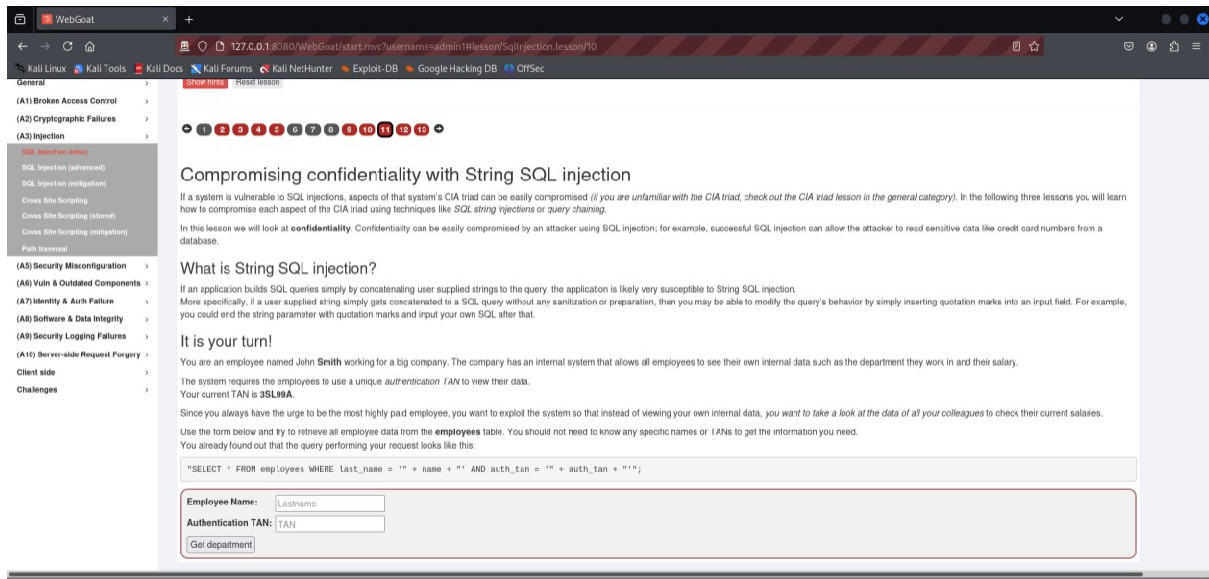 WebGoat
127.0.0.1:8080/WebGoat/start.mvc?username=admin1#lesson/SqlInjection.lesson/10
Kali Linux Kali Tools Kali Docs Kali Forums Kali NetHunter Exploit-DB Google Hacking DB OffSec
Show hints Reset lesson
General
(A1) Broken Access Control
(A2) Cryptographic Failures
(A3) Injection
SQL Injection (intro)
SQL Injection (advanced)
SQL Injection (mitigation)
Cross Site Scripting
Cross Site Scripting (stored)
Cross Site Scripting (mitigation)
Path traversal
(A5) Security Misconfiguration
(A6) Vuln & Outdated Components
(A7) Identity & Auth Failure
(A8) Software & Data Integrity
(A9) Security Logging Failures
(A10) Server-side Request Forgery
Client side
Challenges
1 2 3 4 5 6 7 8 9 10 11 12 13
Compromising confidentiality with String SQL injection
If a system is vulnerable to SQL injections, aspects of that system's CIA triad can be easily compromised (if you are unfamiliar with the CIA triad, check out the CIA triad lesson in the general category). In the following three lessons you will learn
how to compromise each aspect of the CIA triad using techniques like SQL string injections or query chaining.
In this lesson we will look at confidentiality. Confidentiality can be easily compromised by an attacker using SQL injection; for example, successful SQL injection can allow the attacker to read sensitive data like credit card numbers from a
database.
What is String SQL injection?
If an application builds SQL queries simply by concatenating user supplied strings to the query, the application is likely very susceptible to String SQL injection.
More specifically, if a user supplied string simply gets concatenated to a SQL query without any sanitization or preparation, then you may be able to modify the query's behavior by simply inserting quotation marks into an input field. For example,
you could end the string parameter with quotation marks and input your own SQL after that.
It is your turn!
You are an employee named John Smith working for a big company. The company has an internal system that allows all employees to see their own internal data such as the department they work in and their salary.
The system requires the employees to use a unique authentication TAN to view their data.
Your current TAN is 3SL99A.
Since you always have the urge to be the most highly paid employee, you want to exploit the system so that instead of viewing your own internal data, you want to take a look at the data of all your colleagues to check their current salaries.
Use the form below and try to retrieve all employee data from the employees table. You should not need to know any specific names or TANs to get the information you need.
You already found out that the query performing your request looks like this:
"SELECT * FROM employees WHERE last_name = '" + name + "' AND auth_tan = '" + auth_tan + "'";
Employee Name: Lastname
Authentication TAN: TAN
Get department